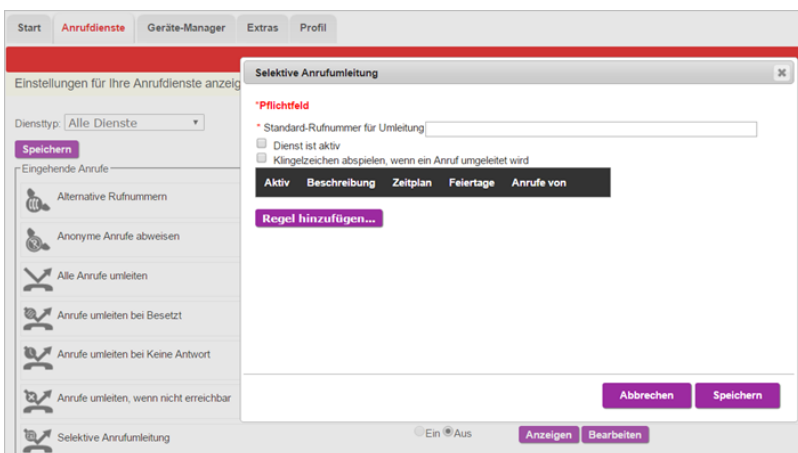 Start Anrufdienste Geräte-Manager Extras Profil
Einstellungen für Ihre Anrufdienste anzeig
Diensttyp: Alle Dienste
Speichern
Eingehende Anrufe
Alternative Rufnummern
Anonyme Anrufe abweisen
Alle Anrufe umleiten
Anrufe umleiten bei Besetzt
Anrufe umleiten bei Keine Antwort
Anrufe umleiten, wenn nicht erreichbar
Selektive Anrufumleitung Ein Aus Anzeigen Bearbeiten
Selektive Anrufumleitung
*Pflichtfeld
* Standard-Rufnummer für Umleitung
Dienst ist aktiv
Klingelzeichen abspielen, wenn ein Anruf umgeleitet wird
Aktiv Beschreibung Zeitplan Feiertage Anrufe von
Regel hinzufügen...
Abbrechen Speichern